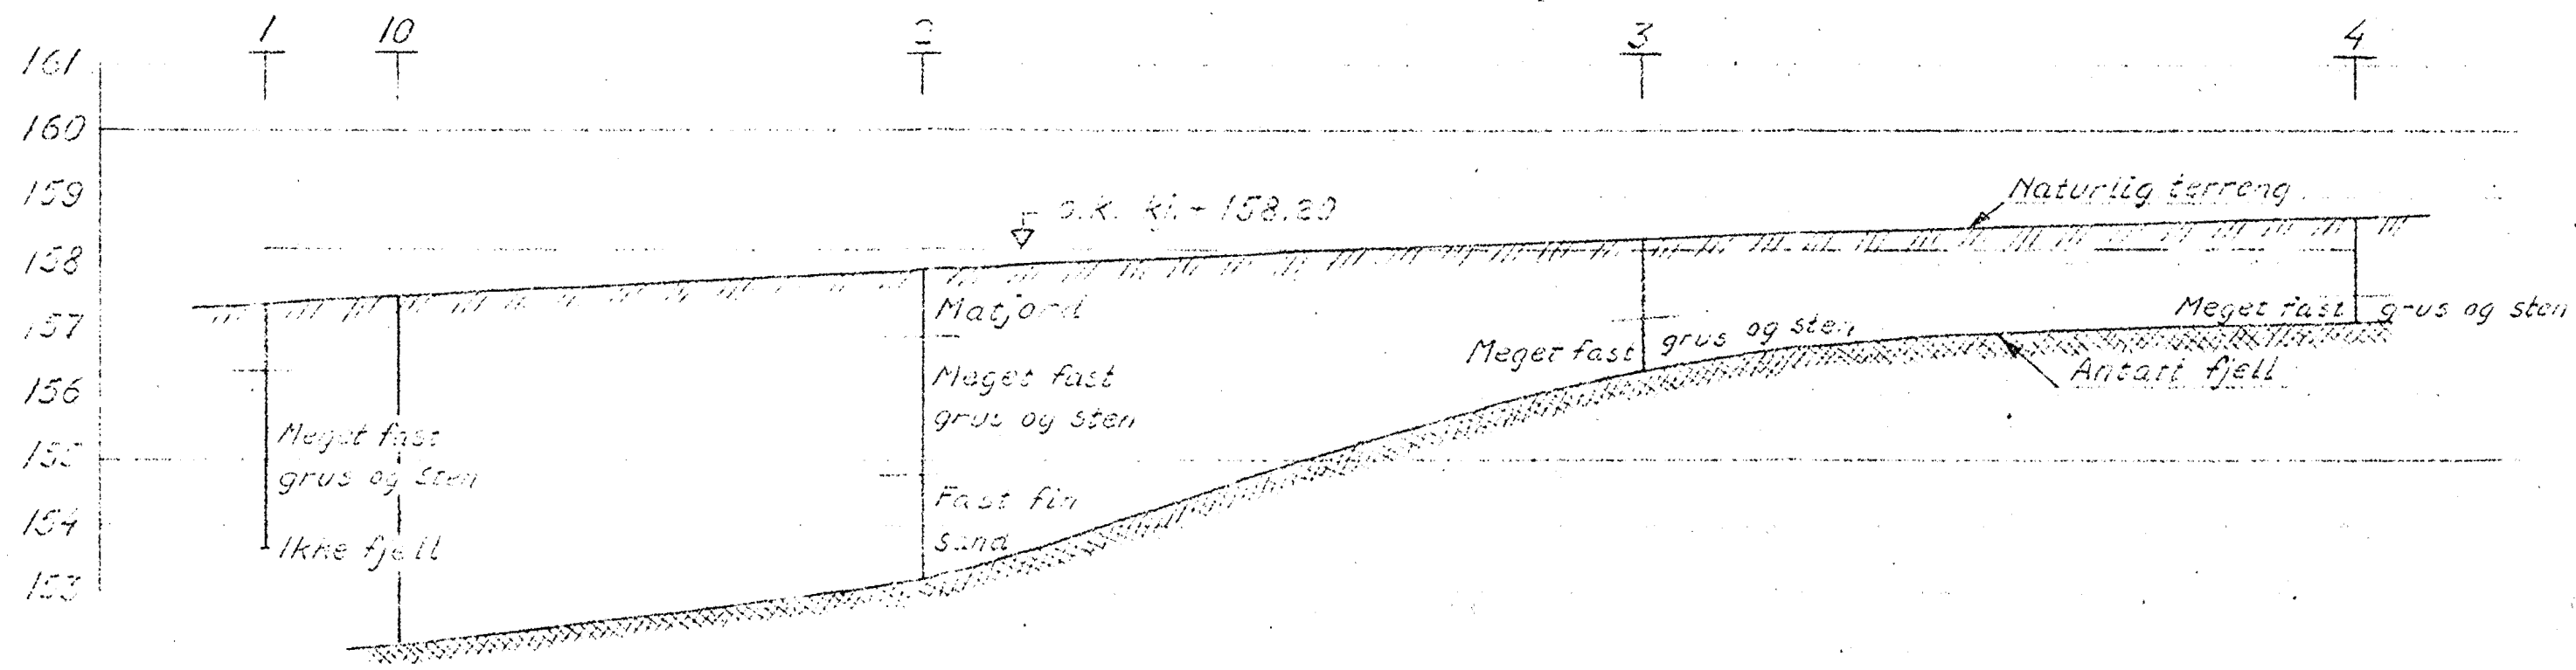 1 10 2 3 4
161
160
159
158
157
156
155
154
153
o.k. kj. + 158.20
Naturlig terreng
Matjord
Meget fast
grus og sten
Fast fin
sand
Meget fast
grus og sten
Ikke fjell
Meget fast grus og sten
Meget fast grus og sten
Antatt fjell